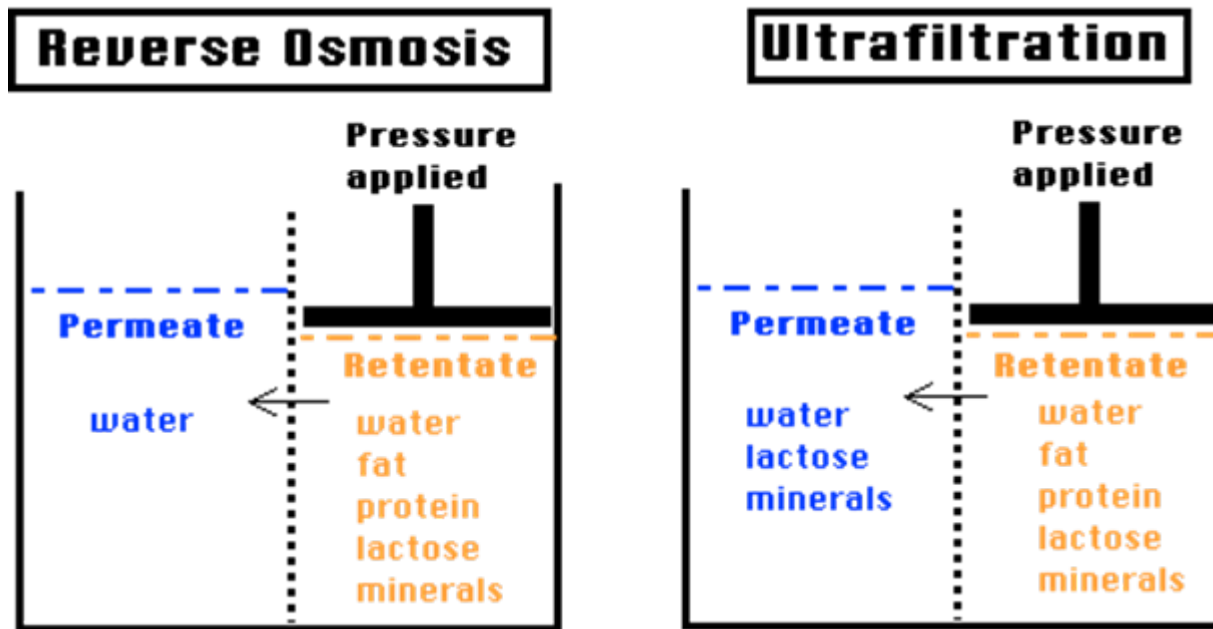 Reverse Osmosis
Pressure
applied
Permeate
Retentate
water
water
fat
protein
lactose
minerals
Ultrafiltration
Pressure
applied
Permeate
Retentate
water
lactose
minerals
water
fat
protein
lactose
minerals